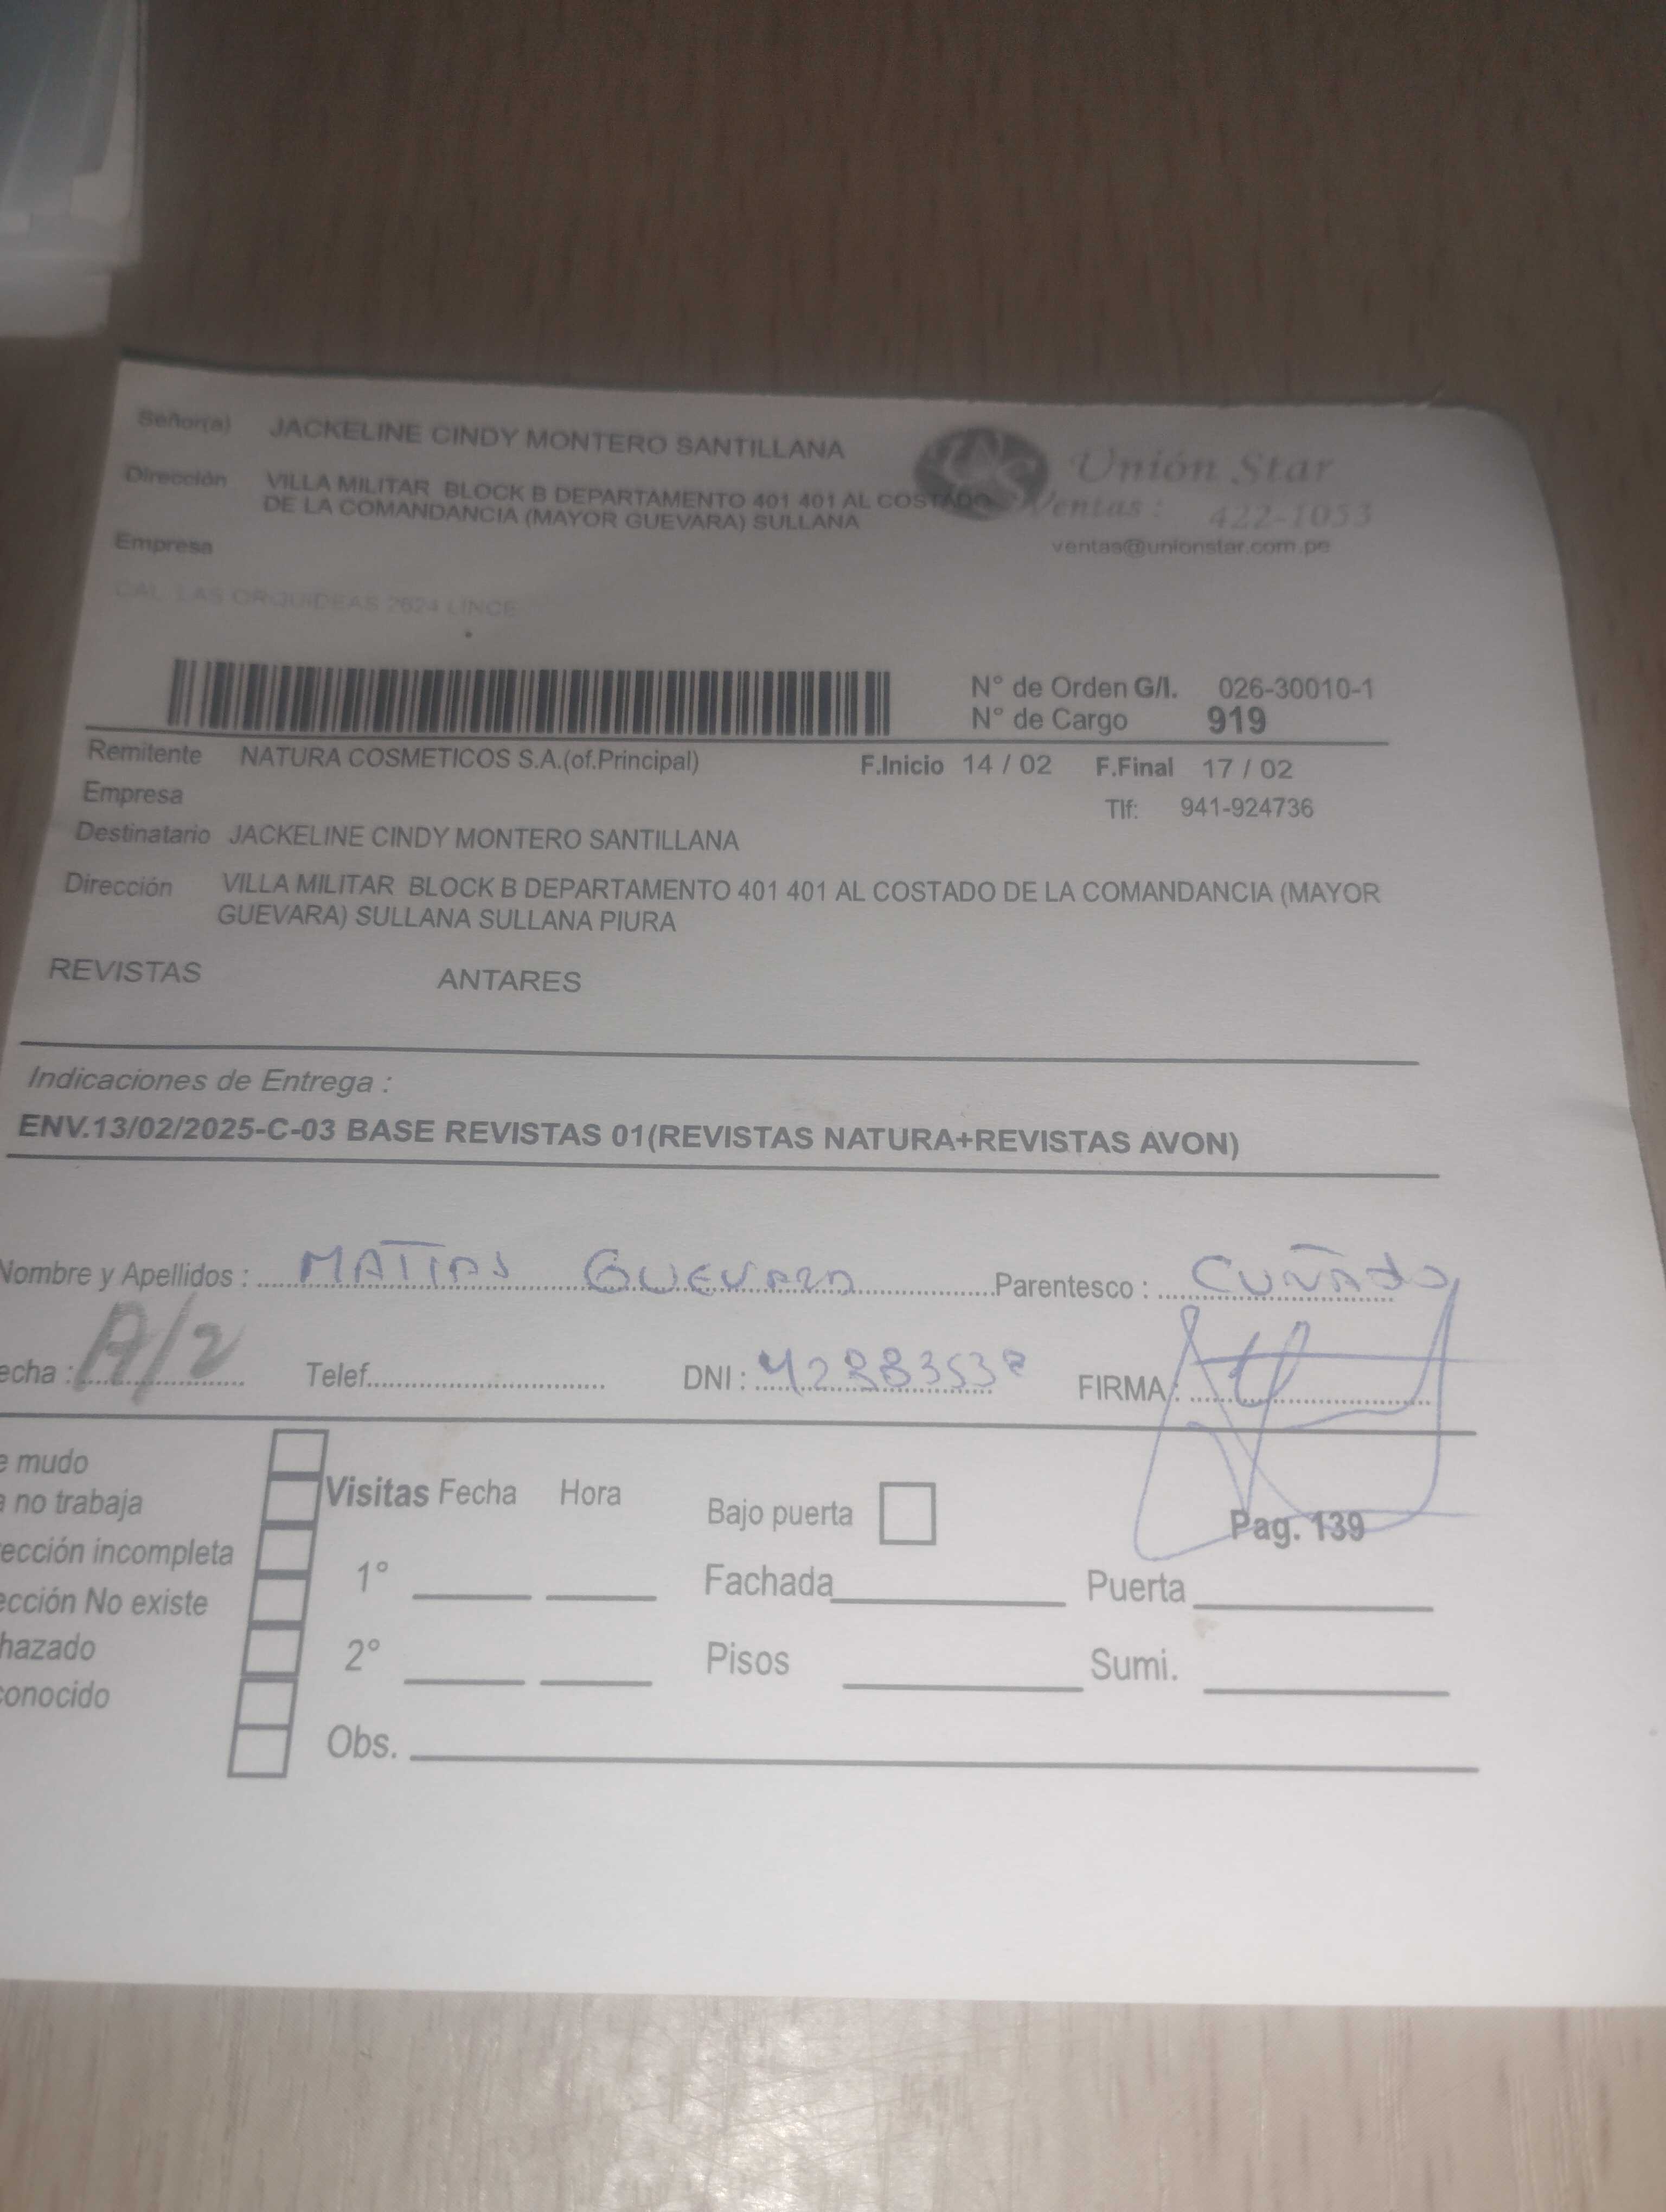 Señor(a) JACKELINE CINDY MONTERO SANTILLANA
Unión Star
Dirección VILLA MILITAR BLOCK B DEPARTAMENTO 401 401 AL COSTADO
DE LA COMANDANCIA (MAYOR GUEVARA) SULLANA
Ventas : 422-1053
ventas@unionstar.com.pe
Empresa
CAL. LAS ORQUIDEAS 2624 LINCE
N° de Orden G/I. 026-30010-1
N° de Cargo 919
Remitente NATURA COSMETICOS S.A.(of.Principal) F.Inicio 14 / 02 F.Final 17 / 02
Empresa Tlf: 941-924736
Destinatario JACKELINE CINDY MONTERO SANTILLANA
Dirección VILLA MILITAR BLOCK B DEPARTAMENTO 401 401 AL COSTADO DE LA COMANDANCIA (MAYOR
GUEVARA) SULLANA SULLANA PIURA
REVISTAS ANTARES
Indicaciones de Entrega :
ENV.13/02/2025-C-03 BASE REVISTAS 01(REVISTAS NATURA+REVISTAS AVON)
Nombre y Apellidos : MATIAS GUEVARA Parentesco : CUÑADO
echa : Telef. DNI : FIRMA :
e mudo
a no trabaja
Visitas Fecha Hora Bajo puerta Pag. 139
ección incompleta
1° Fachada Puerta
ección No existe
hazado
2° Pisos Sumi.
conocido
Obs.